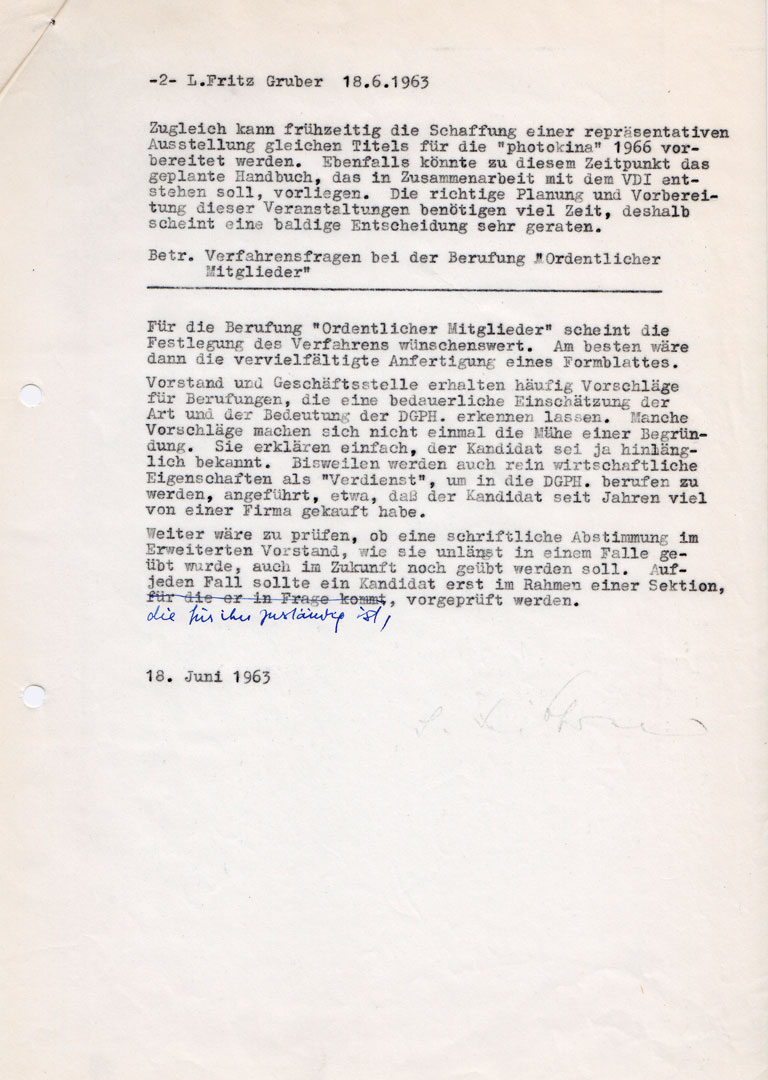 -2- L.Fritz Gruber 18.6.1963
Zugleich kann frühzeitig die Schaffung einer repräsentativen
Ausstellung gleichen Titels für die "photokina" 1966 vor-
bereitet werden. Ebenfalls könnte zu diesem Zeitpunkt das
geplante Handbuch, das in Zusammenarbeit mit dem VDI ent-
stehen soll, vorliegen. Die richtige Planung und Vorberei-
tung dieser Veranstaltungen benötigen viel Zeit, deshalb
scheint eine baldige Entscheidung sehr geraten.
Betr. Verfahrensfragen bei der Berufung "Ordentlicher
Mitglieder"
Für die Berufung "Ordentlicher Mitglieder" scheint die
Festlegung des Verfahrens wünschenswert. Am besten wäre
dann die vervielfältigte Anfertigung eines Formblattes.
Vorstand und Geschäftsstelle erhalten häufig Vorschläge
für Berufungen, die eine bedauerliche Einschätzung der
Art und der Bedeutung der DGPH. erkennen lassen. Manche
Vorschläge machen sich nicht einmal die Mühe einer Begrün-
dung. Sie erklären einfach, der Kandidat sei ja hinläng-
lich bekannt. Bisweilen werden auch rein wirtschaftliche
Eigenschaften als "Verdienst", um in die DGPH. berufen zu
werden, angeführt, etwa, daß der Kandidat seit Jahren viel
von einer Firma gekauft habe.
Weiter wäre zu prüfen, ob eine schriftliche Abstimmung im
Erweiterten Vorstand, wie sie unlängst in einem Falle ge-
übt wurde, auch im Zukunft noch geübt werden soll. Auf-
jeden Fall sollte ein Kandidat erst im Rahmen einer Sektion,
für die er in Frage kommt, vorgeprüft werden.
die für ihn zuständig ist,
18. Juni 1963